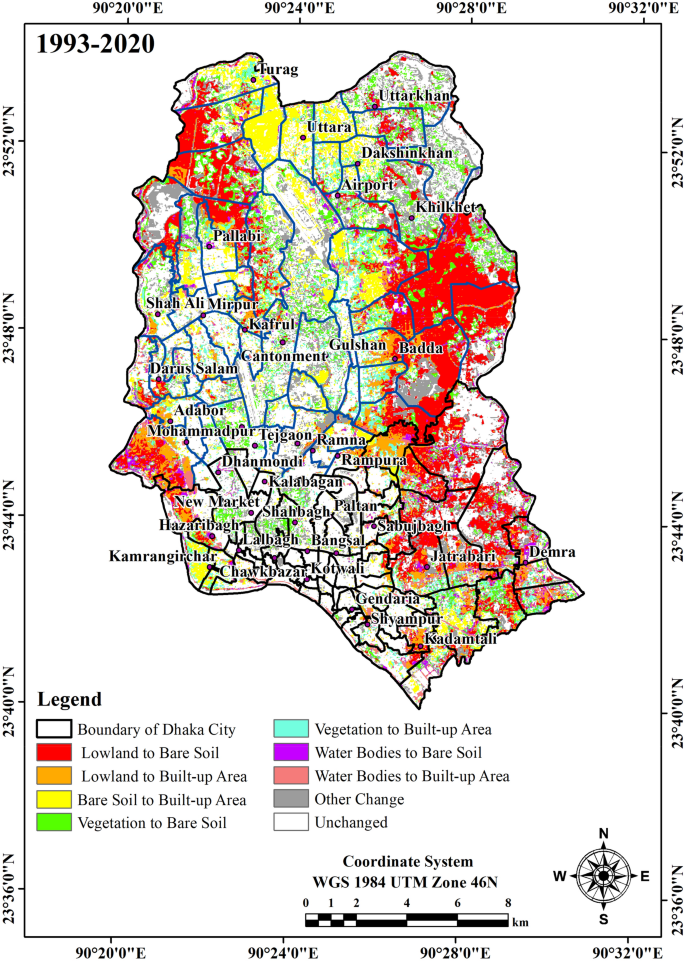 90°20'0"E 90°24'0"E 90°28'0"E 90°32'0"E
1993-2020
Turag
Uttarkhan
Uttara
23°52'0"N 23°52'0"N
Dakshinkhan
Airport
Khilkhet
Pallabi
Shah Ali Mirpur
Kafrul
23°48'0"N 23°48'0"N
Gulshan Badda
Cantonment
Darus Salam
Adabor
Mohammadpur Tejgaon Ramna
Dhanmondi Rampura
Kalabagan
New Market Paltan
Shahbagh
23°44'0"N 23°44'0"N
Hazaribagh Sabujbagh
Lalbagh Bangsal
Kamrangirchar Jatrabari Demra
Chawkbazar Kotwali
Gendaria
Shyampur
Kadamtali
23°40'0"N 23°40'0"N
Legend
Boundary of Dhaka City
Lowland to Bare Soil
Lowland to Built-up Area
Bare Soil to Built-up Area
Vegetation to Bare Soil
Vegetation to Built-up Area
Water Bodies to Bare Soil
Water Bodies to Built-up Area
Other Change
Unchanged
Coordinate System
WGS 1984 UTM Zone 46N
0 1 2 4 6 8
km
N
W E
S
23°36'0"N 23°36'0"N
90°20'0"E 90°24'0"E 90°28'0"E 90°32'0"E